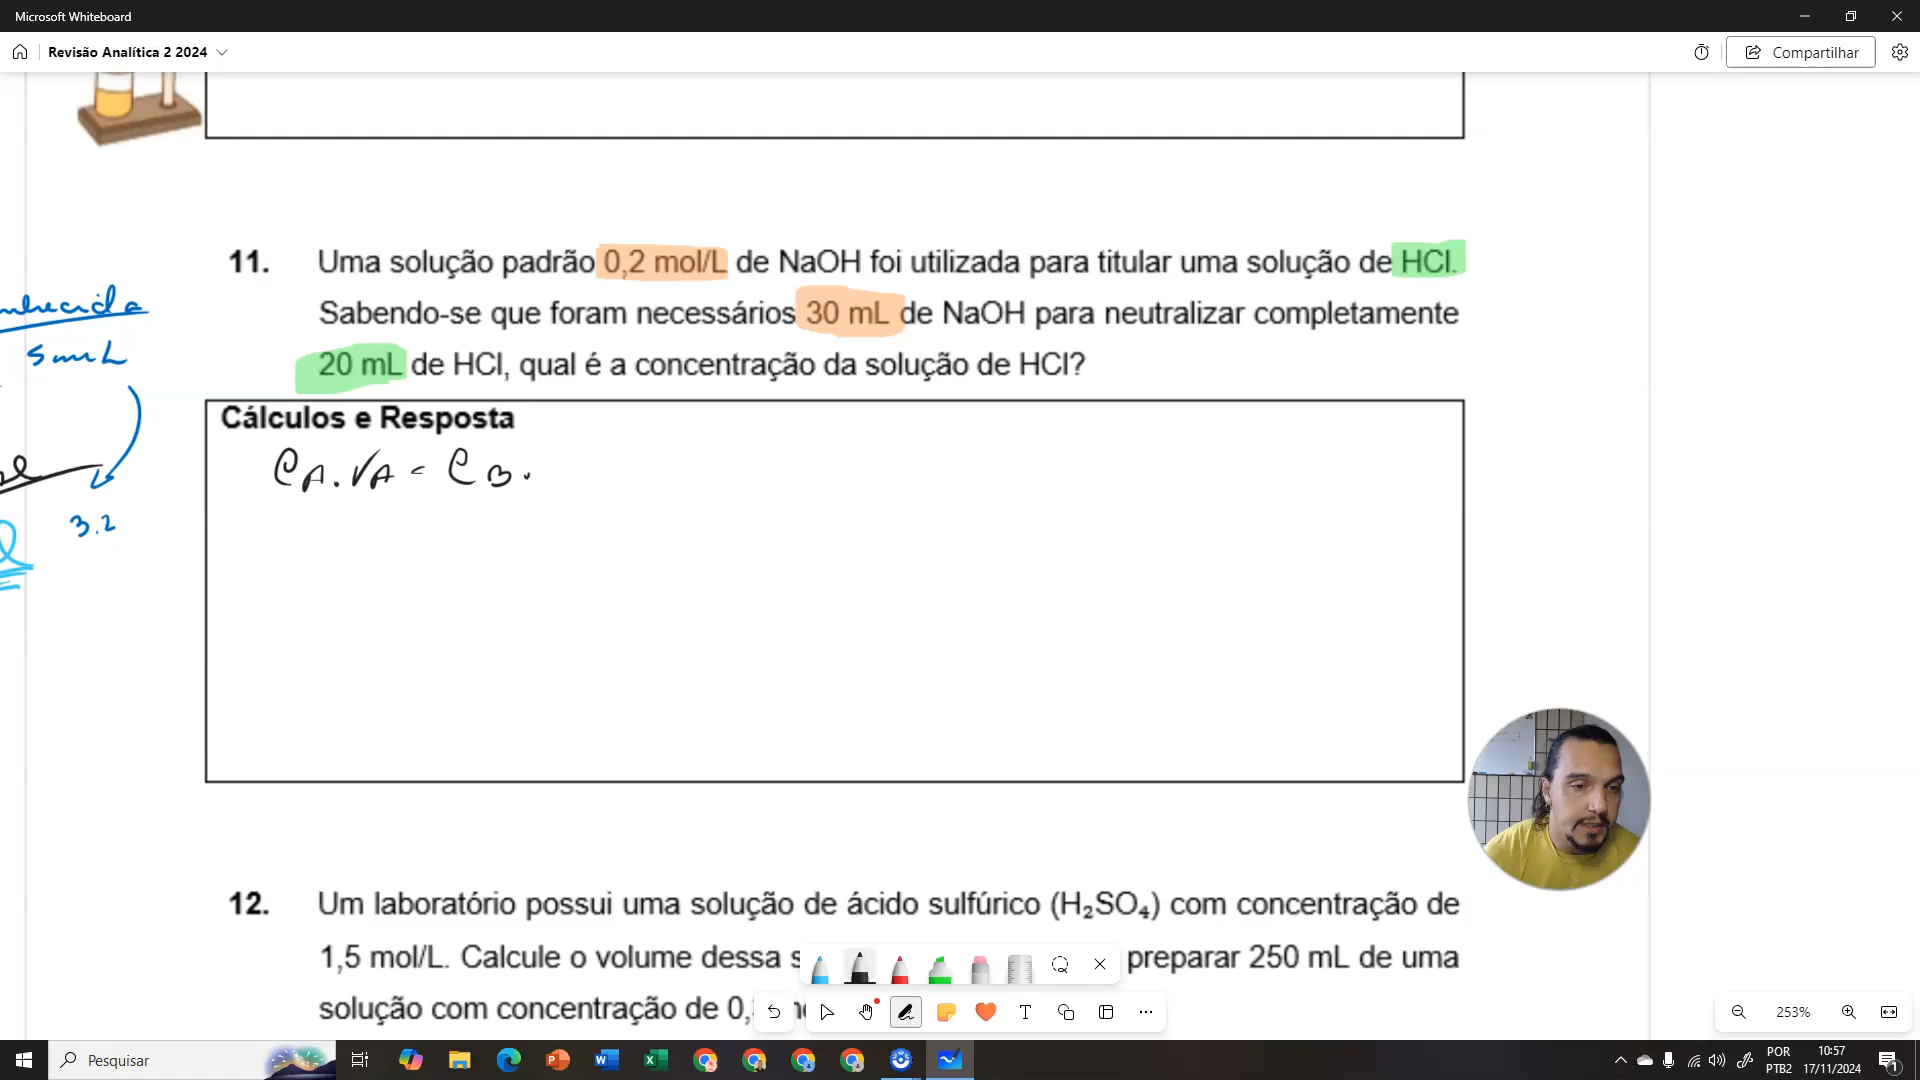 Microsoft Whiteboard
Revisão Analítica 2 2024
Compartilhar
11. Uma solução padrão 0,2 mol/L de NaOH foi utilizada para titular uma solução de HCl.
Sabendo-se que foram necessários 30 mL de NaOH para neutralizar completamente
20 mL de HCl, qual é a concentração da solução de HCl?
5 mL
3.2
Cálculos e Resposta
CA.VA = CB.
12. Um laboratório possui uma solução de ácido sulfúrico (H₂SO₄) com concentração de
1,5 mol/L. Calcule o volume dessa s preparar 250 mL de uma
solução com concentração de 0,
253%
Pesquisar
POR
PTB2
10:57
17/11/2024
1